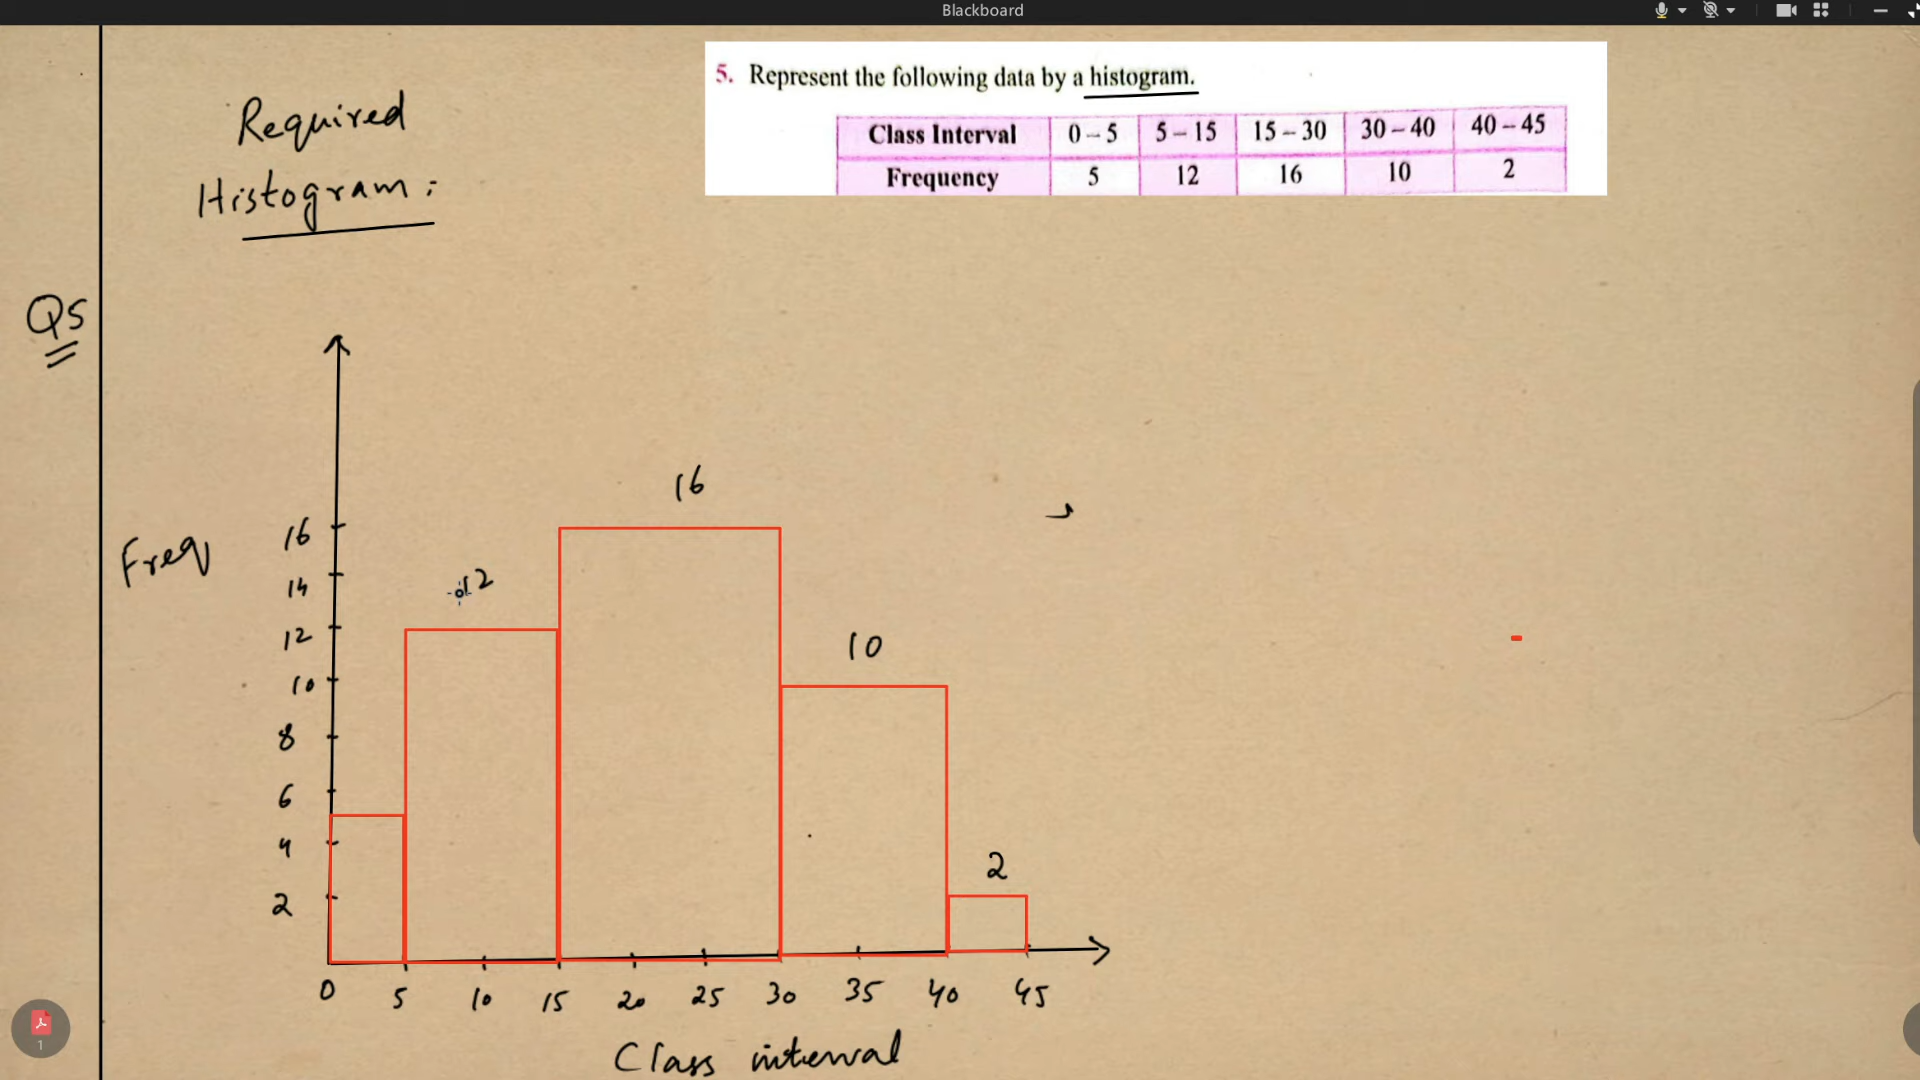 Blackboard
5. Represent the following data by a histogram.
Class Interval 0 – 5 5 – 15 15 – 30 30 – 40 40 – 45
Frequency 5 12 16 10 2
Required
Histogram :
Q5
Freq
16
14
12
10
8
6
4
2
12
16
10
2
0 5 10 15 20 25 30 35 40 45
Class interval
1